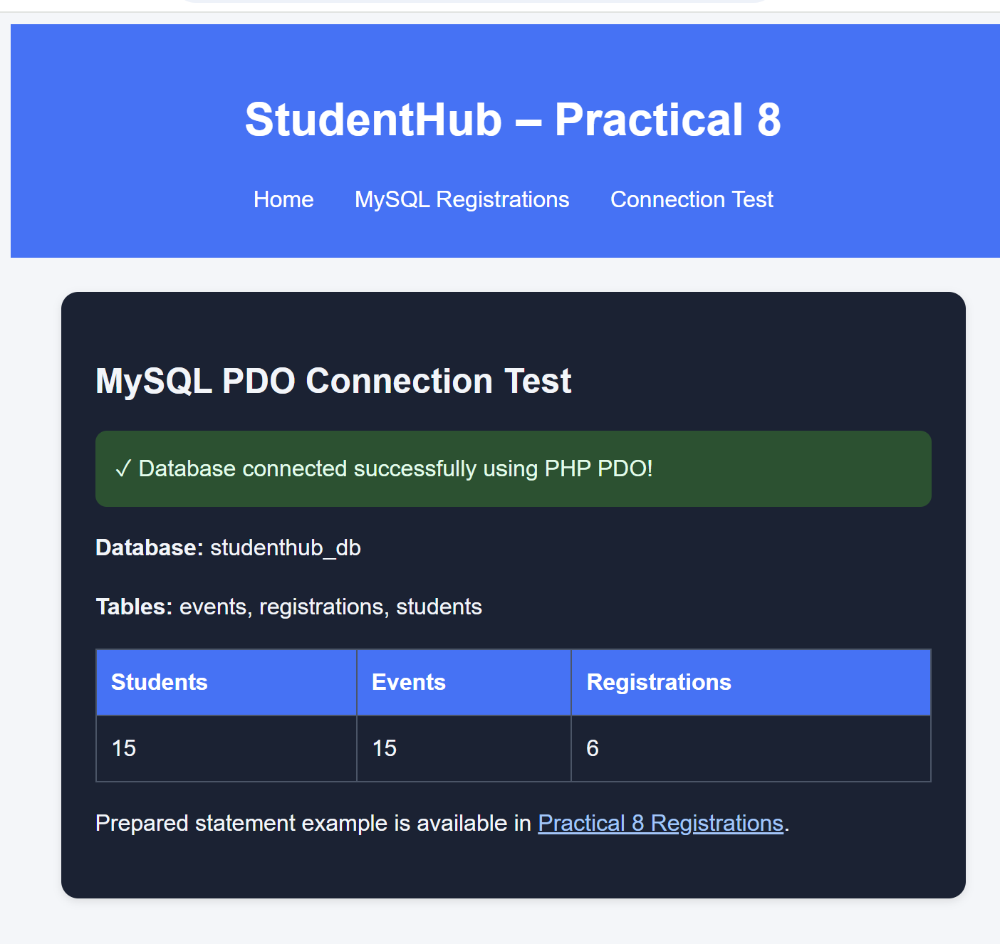 StudentHub – Practical 8
Home MySQL Registrations Connection Test
MySQL PDO Connection Test
✓ Database connected successfully using PHP PDO!
Database: studenthub_db
Tables: events, registrations, students
Students Events Registrations
15 15 6
Prepared statement example is available in Practical 8 Registrations.